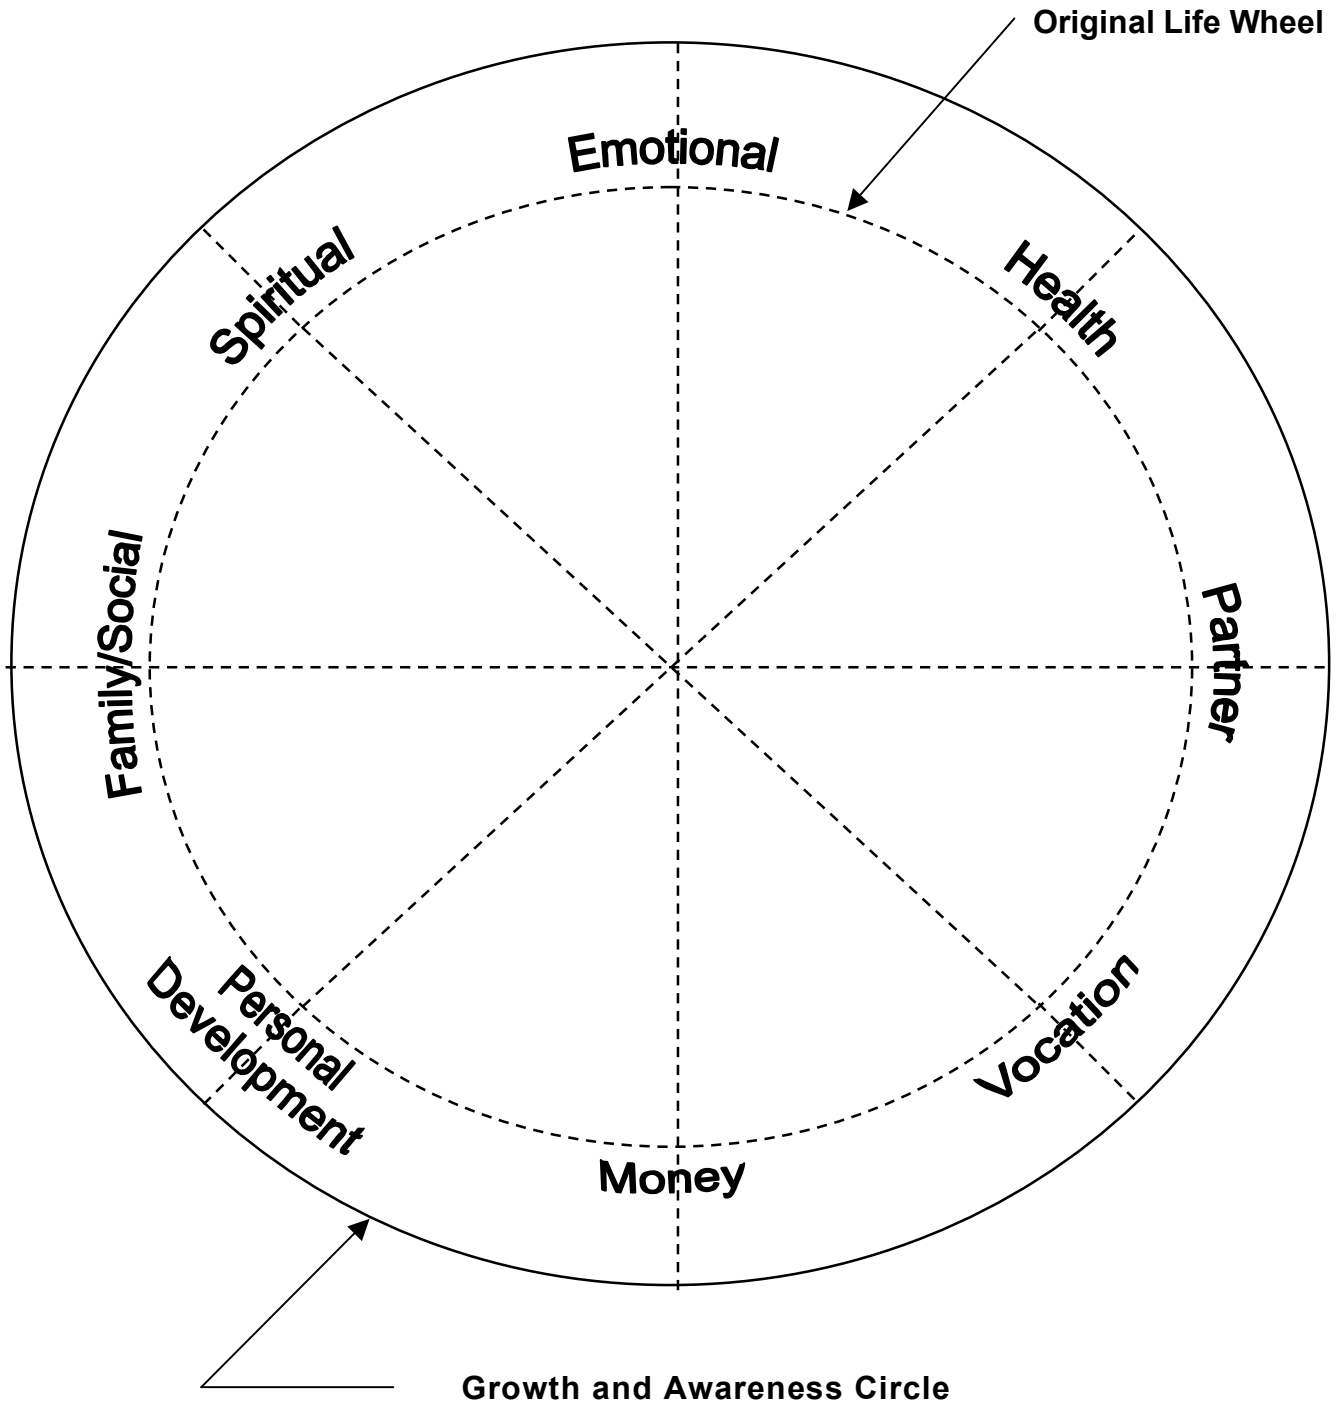 Original Life Wheel
Emotional
Spiritual
Health
Family/Social
Partner
Personal
Development
Vocation
Money
Growth and Awareness Circle